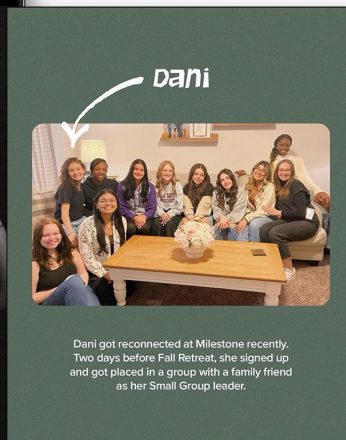 Dani
Dani got reconnected at Milestone recently.
Two days before Fall Retreat, she signed up
and got placed in a group with a family friend
as her Small Group leader.